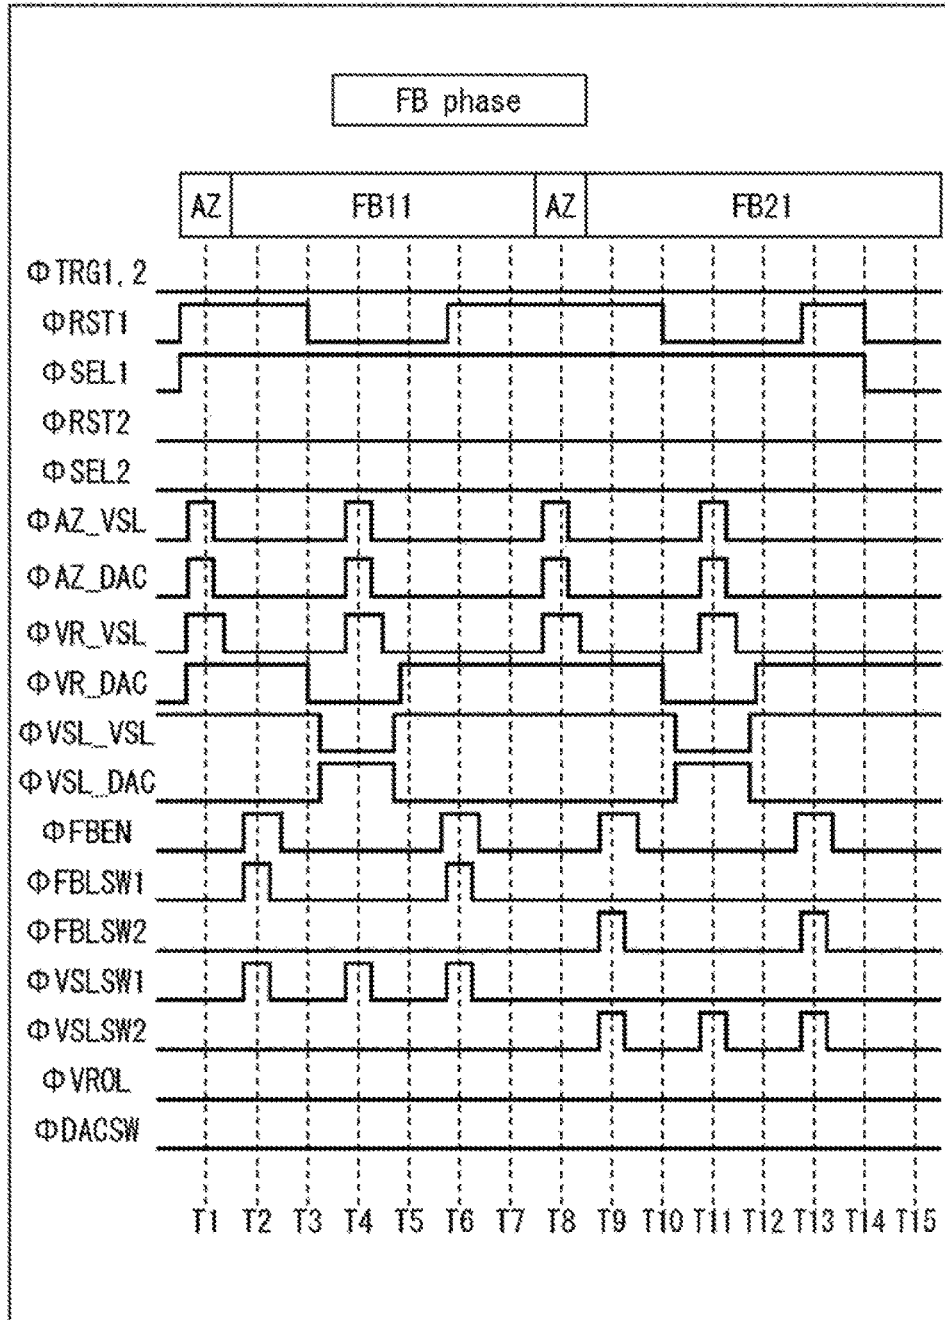 FB phase
AZ FB11 AZ FB21
ΦTRG1, 2
ΦRST1
ΦSEL1
ΦRST2
ΦSEL2
ΦAZ_VSL
ΦAZ_DAC
ΦVR_VSL
ΦVR_DAC
ΦVSL_VSL
ΦVSL_DAC
ΦFBEN
ΦFBLSW1
ΦFBLSW2
ΦVSLSW1
ΦVSLSW2
ΦVROL
ΦDACSW
T1 T2 T3 T4 T5 T6 T7 T8 T9 T10 T11 T12 T13 T14 T15